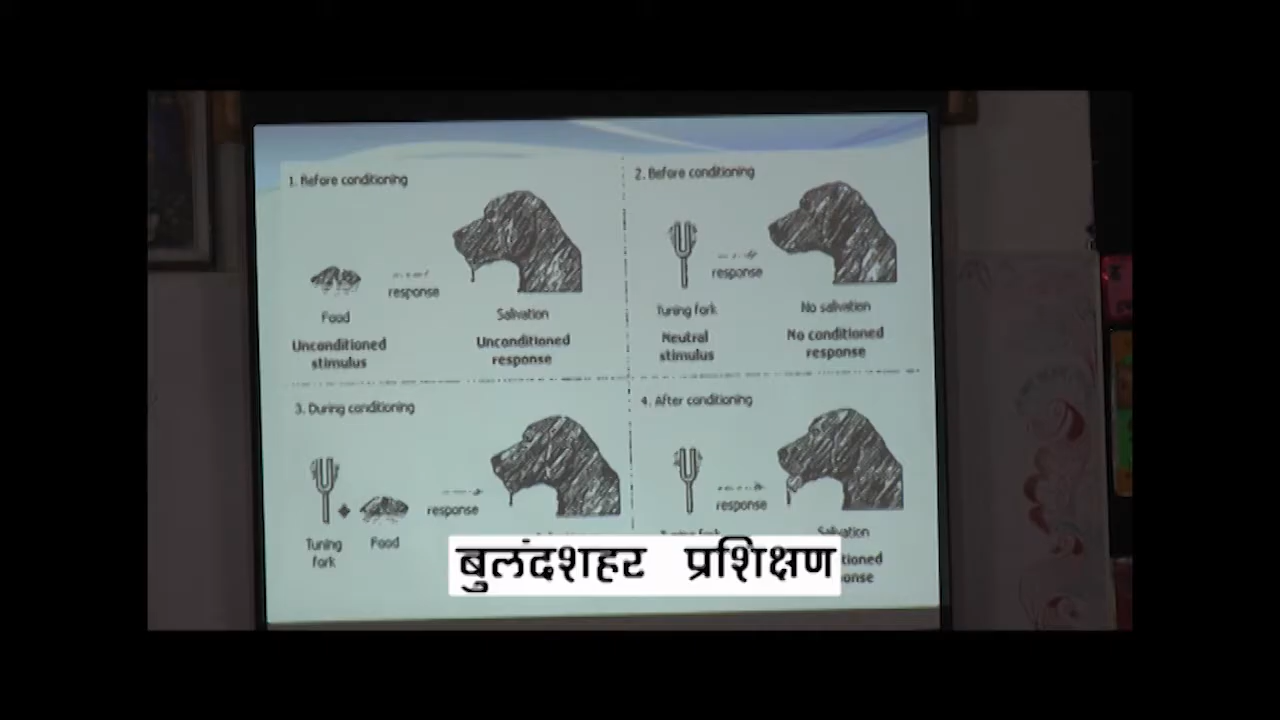 1. Before conditioning
response
Food
Salivation
Unconditioned
stimulus
Unconditioned
response
2. Before conditioning
response
Tuning fork
No salivation
Neutral
stimulus
No conditioned
response
3. During conditioning
response
Tuning
fork
+
Food
4. After conditioning
response
Tuning fork
Salivation
बुलंदशहर प्रशिक्षण